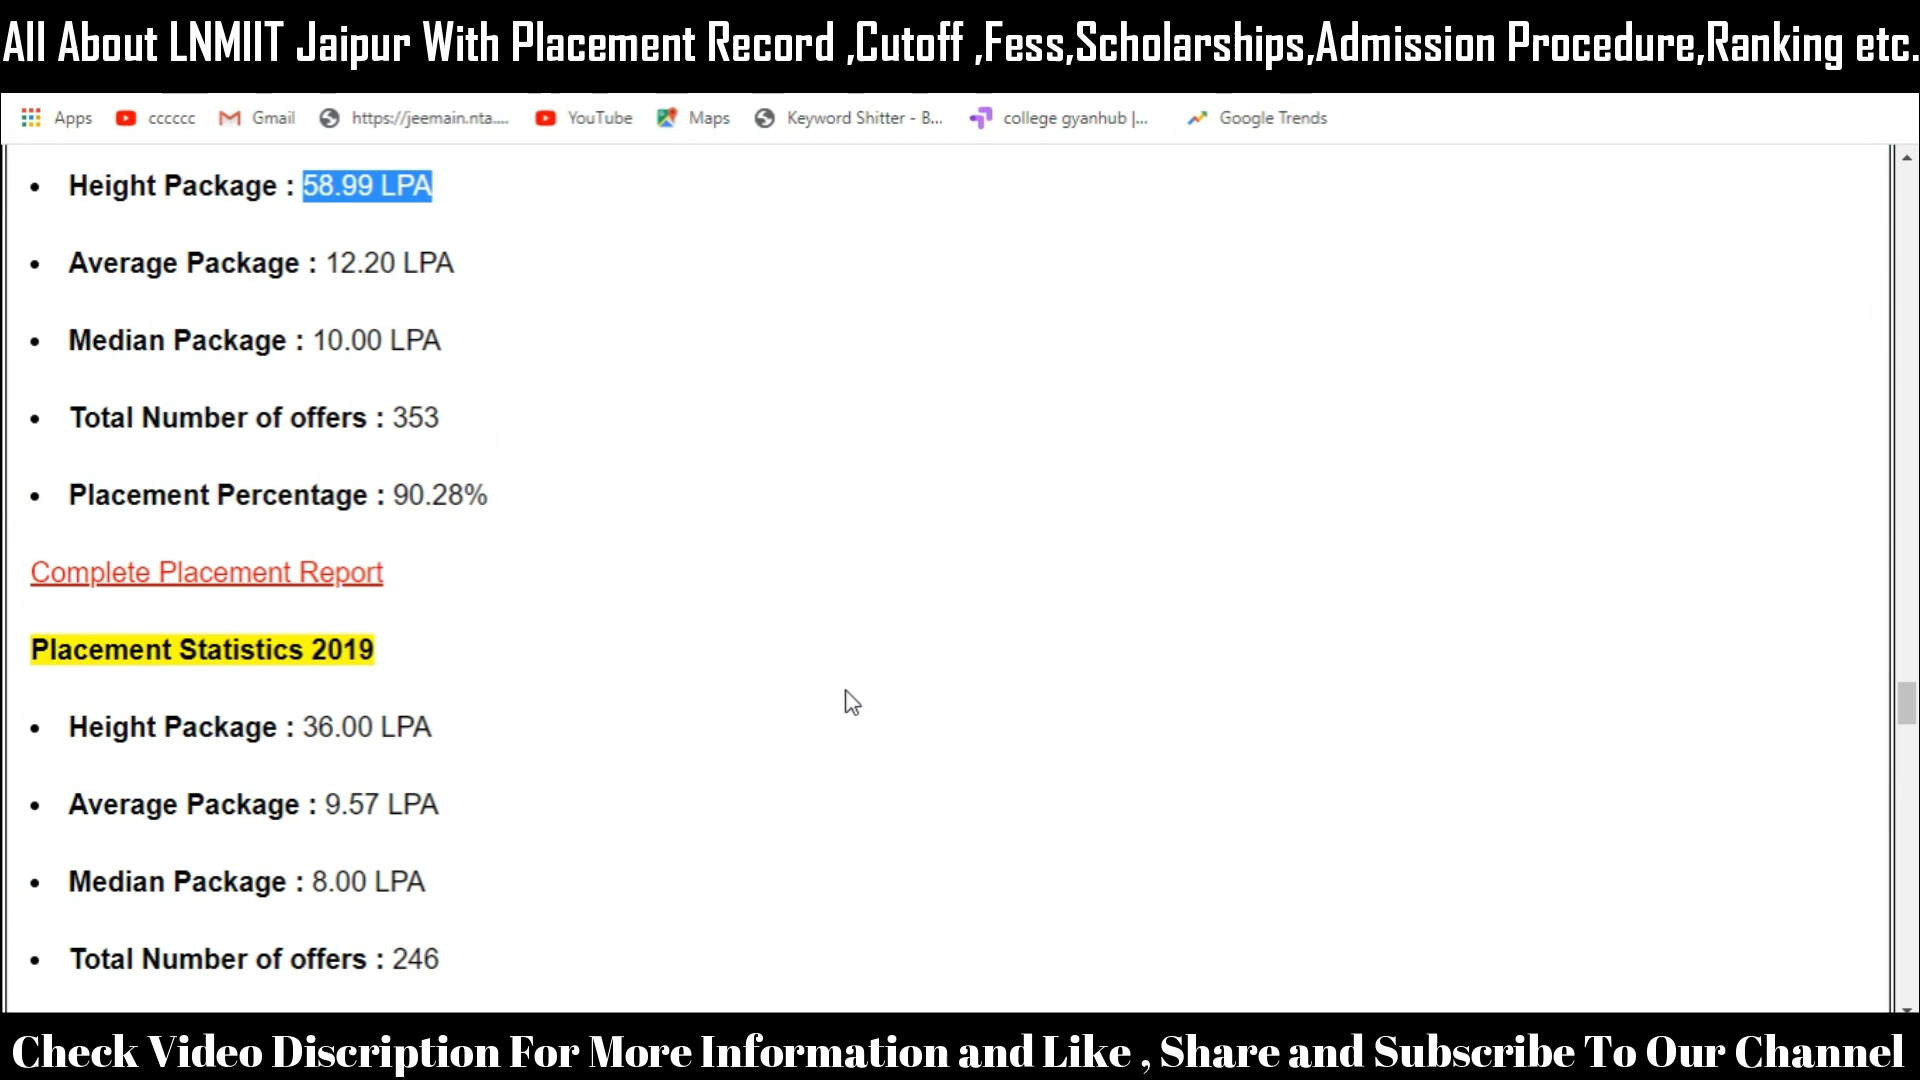 All About LNMIIT Jaipur With Placement Record ,Cutoff ,Fess,Scholarships,Admission Procedure,Ranking etc.
Apps cccccc Gmail https://jeemain.nta.... YouTube Maps Keyword Shitter - B... college gyanhub |... Google Trends
• Height Package : 58.99 LPA
• Average Package : 12.20 LPA
• Median Package : 10.00 LPA
• Total Number of offers : 353
• Placement Percentage : 90.28%
Complete Placement Report
Placement Statistics 2019
• Height Package : 36.00 LPA
• Average Package : 9.57 LPA
• Median Package : 8.00 LPA
• Total Number of offers : 246
Check Video Discription For More Information and Like , Share and Subscribe To Our Channel